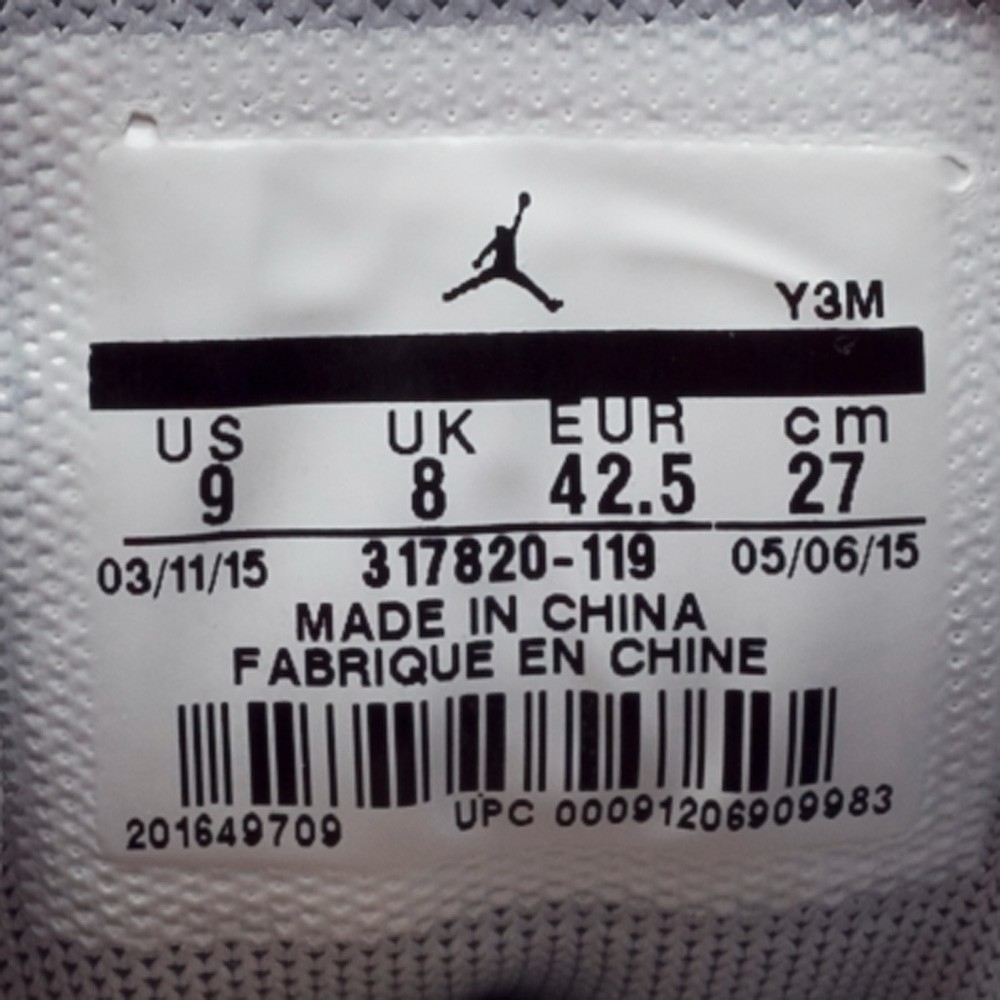 Y3M
US UK EUR cm
9 8 42.5 27
03/11/15 317820-119 05/06/15
MADE IN CHINA
FABRIQUE EN CHINE
201649709 UPC 00091206909983